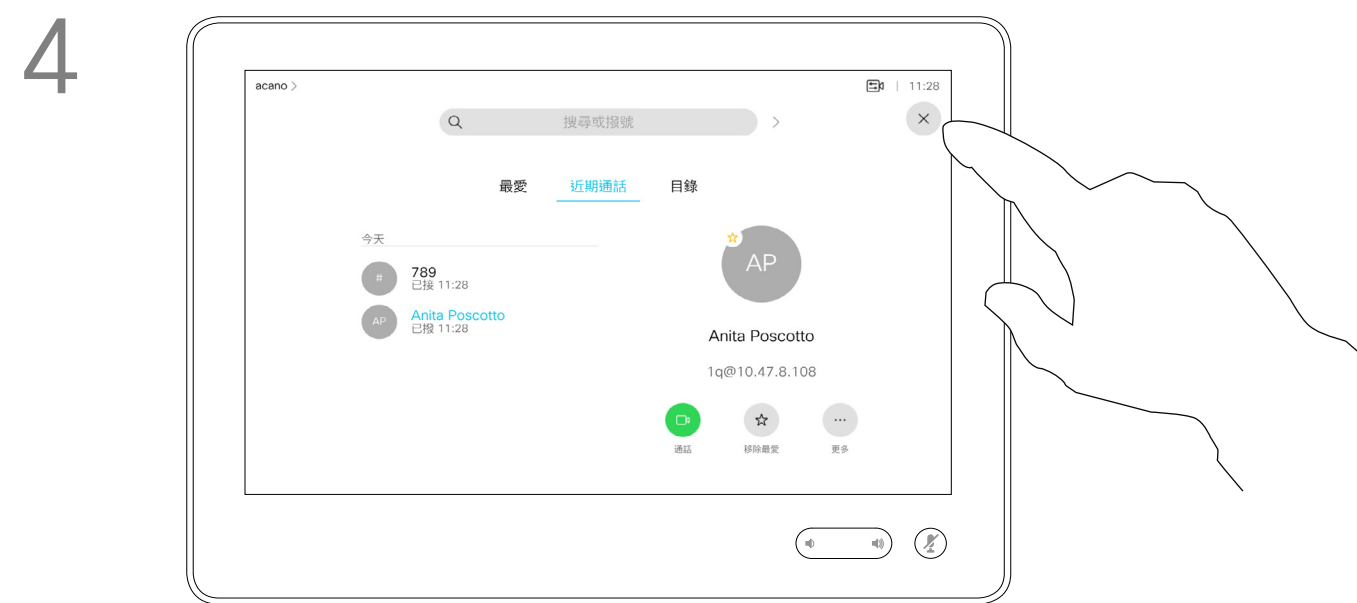 4
acano >
11:28
搜尋或撥號
最愛 近期通話 目錄
今天
#
789
已接 11:28
AP
Anita Poscotto
已撥 11:28
AP
Anita Poscotto
1q@10.47.8.108
通話 移除最愛 更多